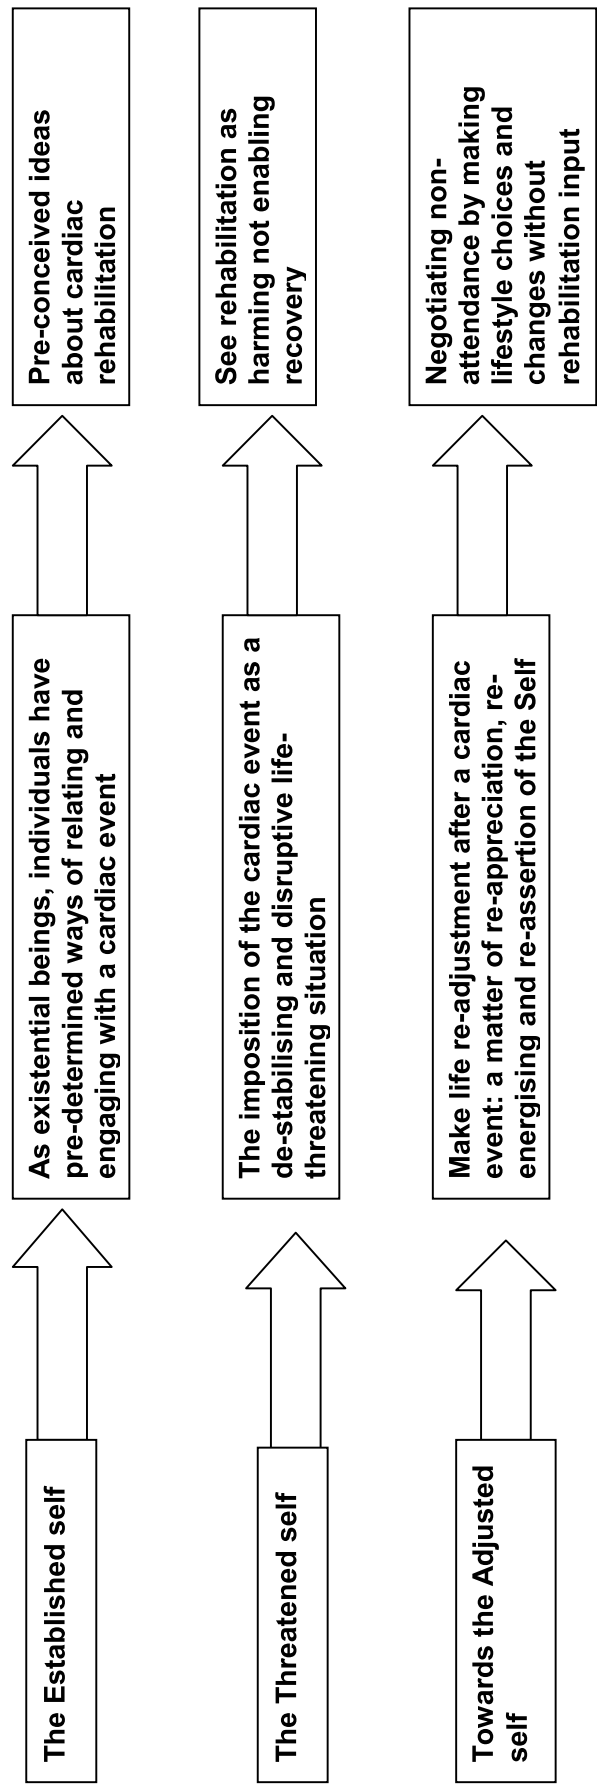 The Established self
As existential beings, individuals have
pre-determined ways of relating and
engaging with a cardiac event
Pre-conceived ideas
about cardiac
rehabilitation
The Threatened self
The imposition of the cardiac event as a
de-stabilising and disruptive life-
threatening situation
See rehabilitation as
harming not enabling
recovery
Towards the Adjusted
self
Make life re-adjustment after a cardiac
event: a matter of re-appreciation, re-
energising and re-assertion of the Self
Negotiating non-
attendance by making
lifestyle choices and
changes without
rehabilitation input